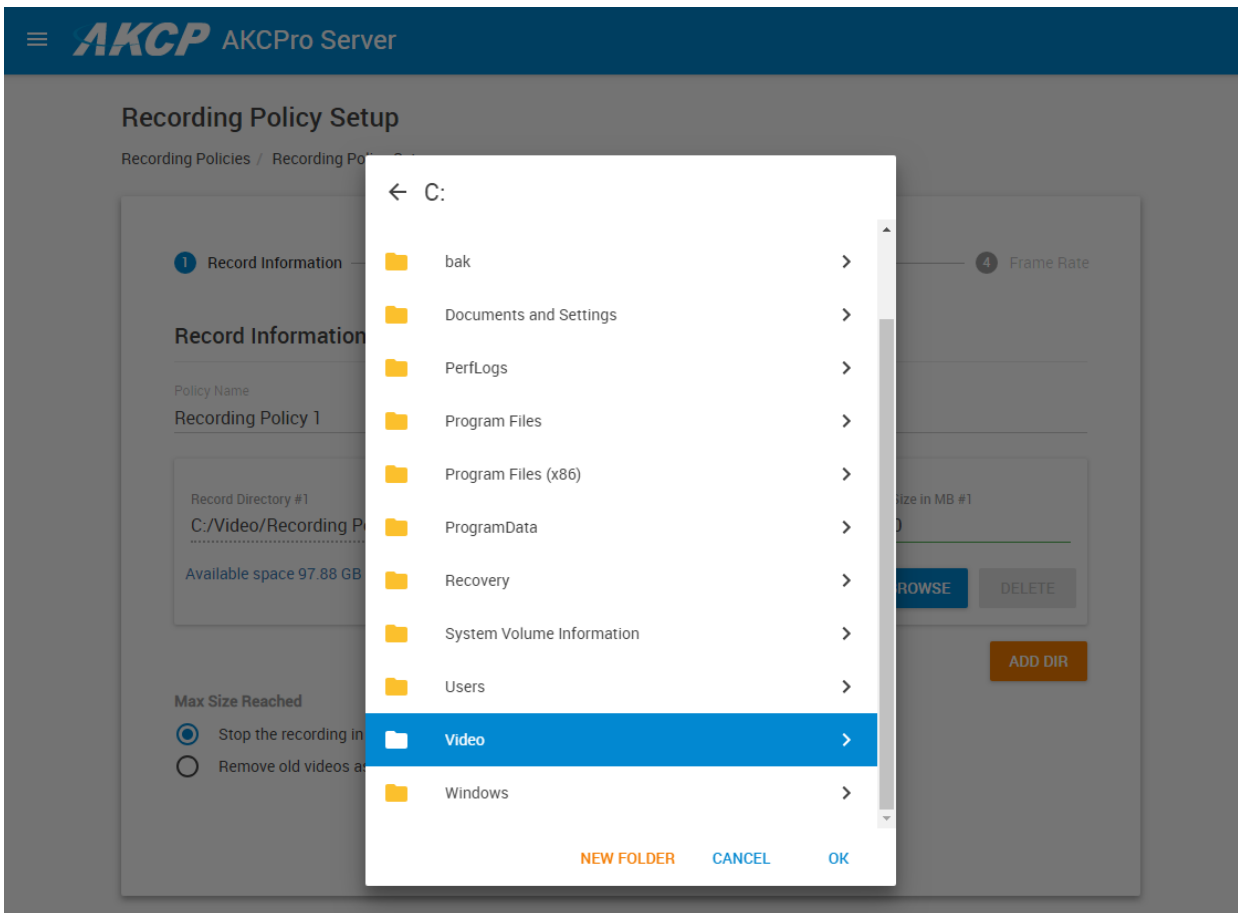 AKCP AKCPro Server
Recording Policy Setup
Recording Policies / Recording
C:
1 Record Information
4 Frame Rate
Record Information
Policy Name
Recording Policy 1
Record Directory #1
C:/Video/Recording
Size in MB #1
Available space 97.88 GB
DELETE
ADD DIR
Max Size Reached
Stop the recording in
Remove old videos
bak
Documents and Settings
PerfLogs
Program Files
Program Files (x86)
ProgramData
Recovery
System Volume Information
Users
Video
Windows
NEW FOLDER CANCEL OK